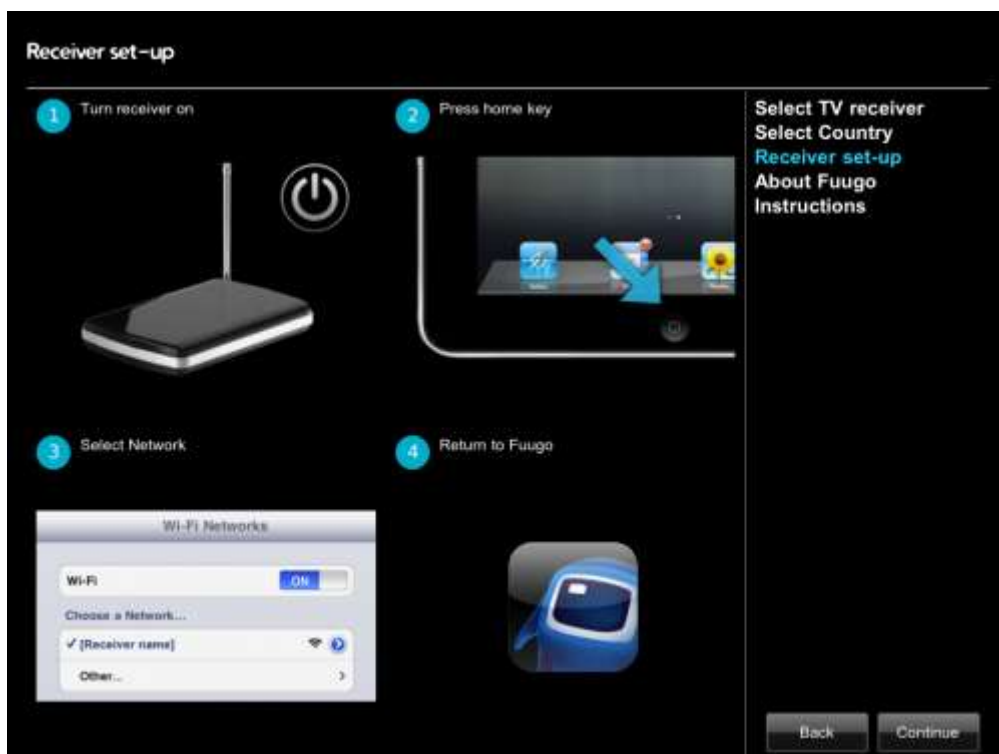 Receiver set-up
1 Turn receiver on
2 Press home key
3 Select Network
Wi-Fi Networks
Wi-Fi ON
Choose a Network...
✓ [Receiver name]
Other...
4 Return to Fuugo
Select TV receiver
Select Country
Receiver set-up
About Fuugo
Instructions
Back Continue